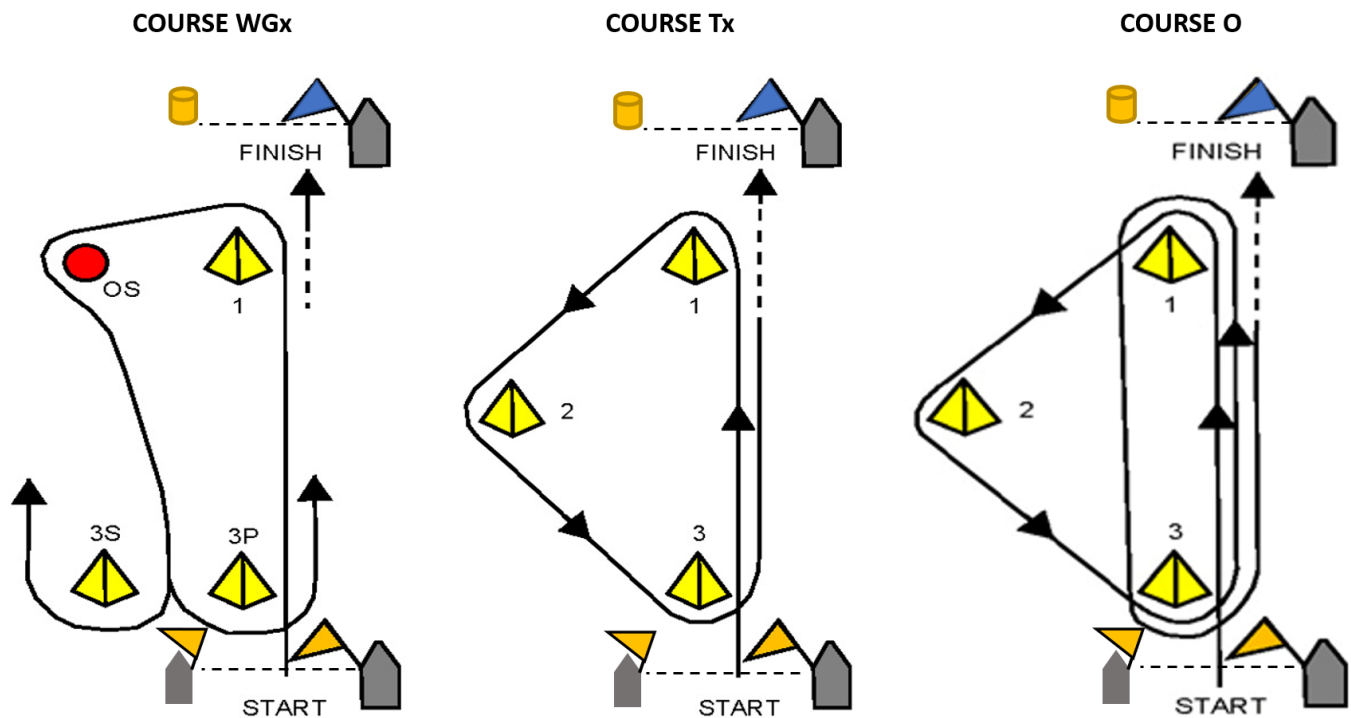 COURSE WGx
COURSE Tx
COURSE O
FINISH
FINISH
FINISH
OS
1
1
1
2
2
3S
3P
3
3
START
START
START